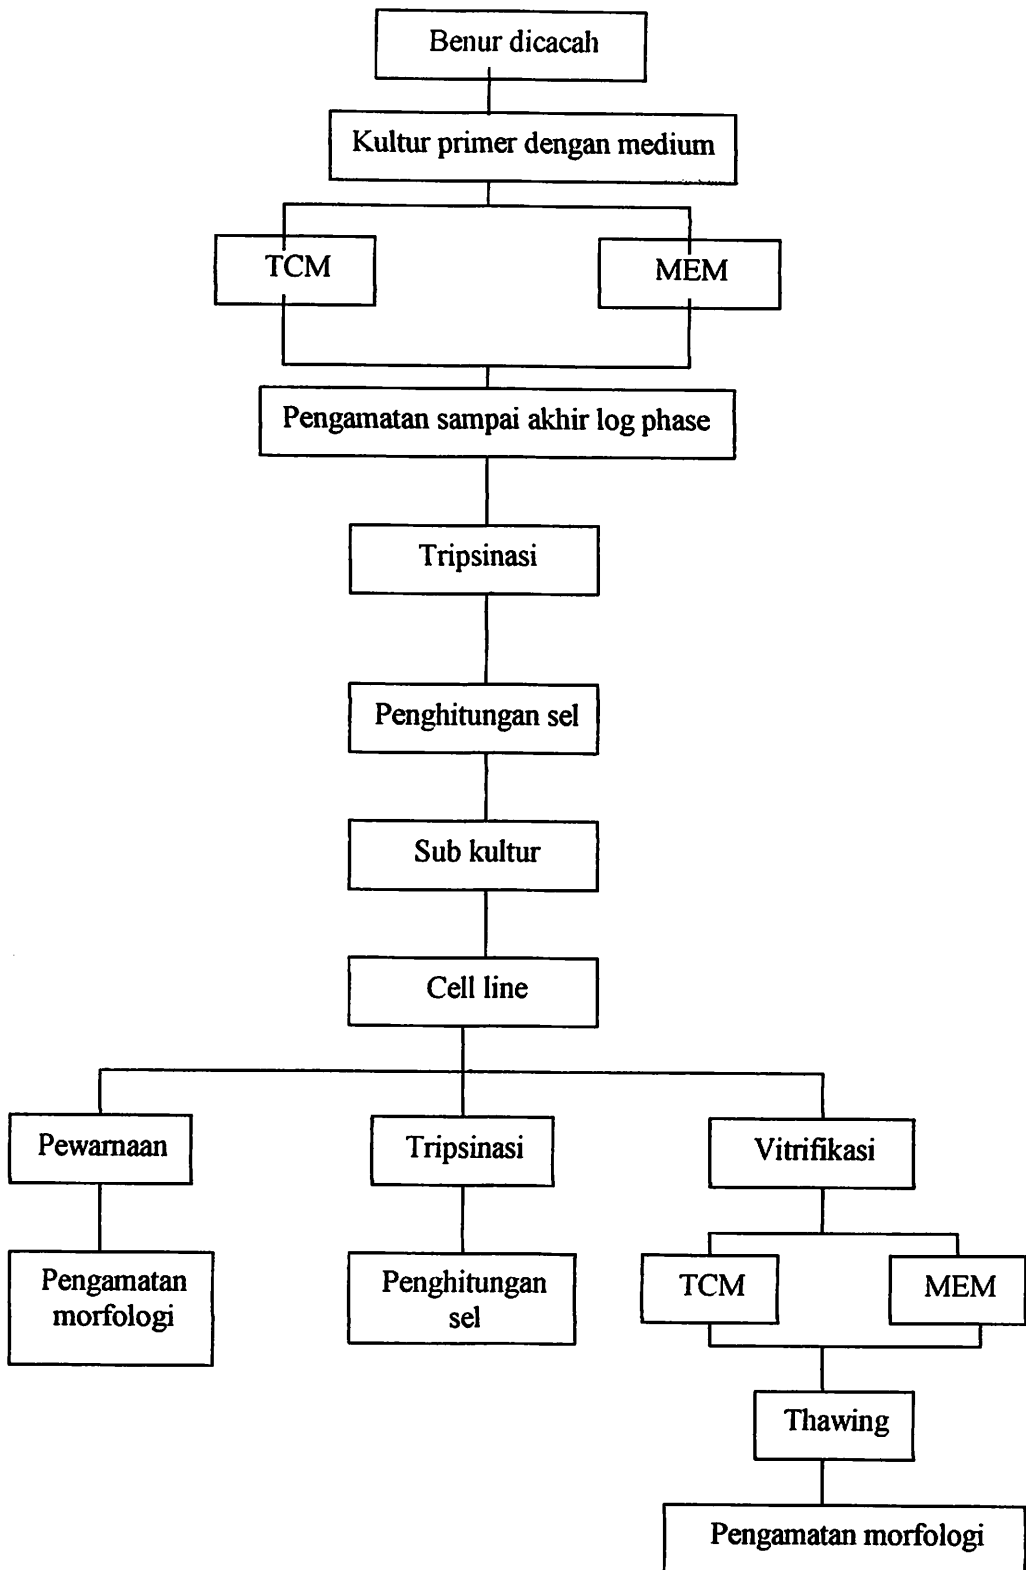 Benur dicacah
Kultur primer dengan medium
TCM
MEM
Pengamatan sampai akhir log phase
Tripsinasi
Penghitungan sel
Sub kultur
Cell line
Pewarnaan
Tripsinasi
Vitrifikasi
Pengamatan
morfologi
Penghitungan
sel
TCM
MEM
Thawing
Pengamatan morfologi